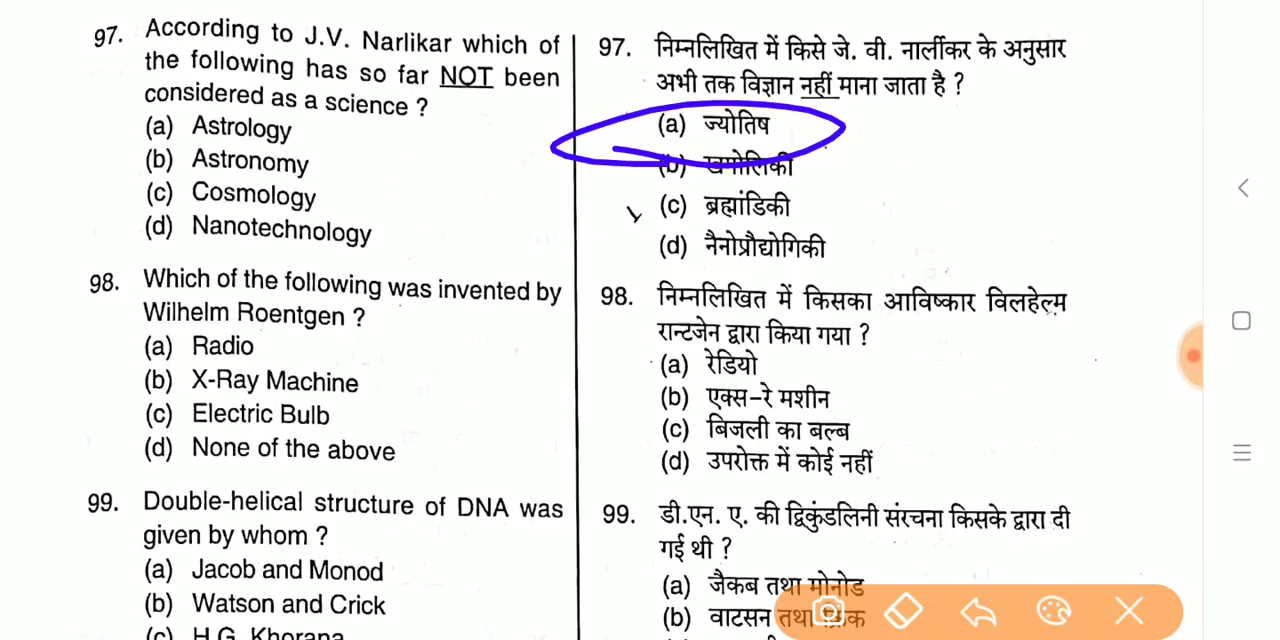 97. According to J.V. Narlikar which of
the following has so far NOT been
considered as a science ?
(a) Astrology
(b) Astronomy
(c) Cosmology
(d) Nanotechnology
98. Which of the following was invented by
Wilhelm Roentgen ?
(a) Radio
(b) X-Ray Machine
(c) Electric Bulb
(d) None of the above
99. Double-helical structure of DNA was
given by whom ?
(a) Jacob and Monod
(b) Watson and Crick
(c) H.G. Khorana
97. निम्नलिखित में किसे जे. वी. नार्लीकर के अनुसार
अभी तक विज्ञान नहीं माना जाता है ?
(a) ज्योतिष
(b) खगोलिकी
(c) ब्रह्मांडिकी
(d) नैनोप्रौद्योगिकी
98. निम्नलिखित में किसका आविष्कार विलहेल्म
रान्टजेन द्वारा किया गया ?
(a) रेडियो
(b) एक्स-रे मशीन
(c) बिजली का बल्ब
(d) उपरोक्त में कोई नहीं
99. डी.एन. ए. की द्विकुंडलिनी संरचना किसके द्वारा दी
गई थी ?
(a) जैकब तथा मोनोड
(b) वाटसन तथा क्रिक